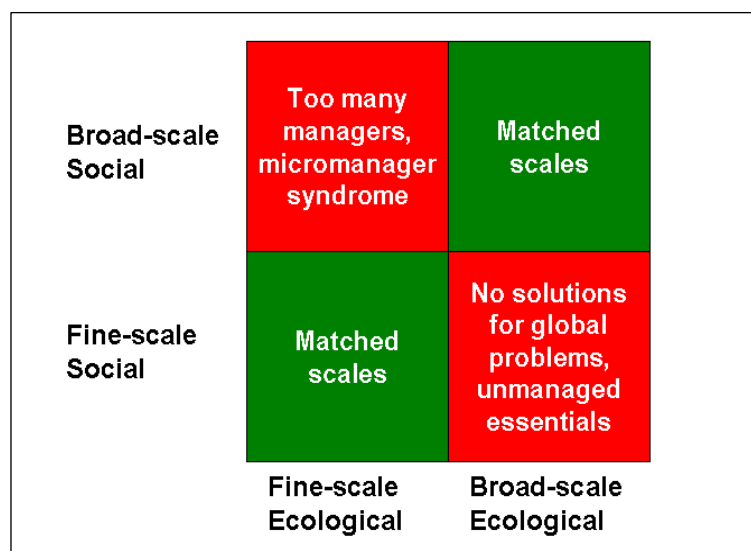 Broad-scale
Social
Too many
managers,
micromanager
syndrome
Matched
scales
Fine-scale
Social
Matched
scales
No solutions
for global
problems,
unmanaged
essentials
Fine-scale
Ecological
Broad-scale
Ecological